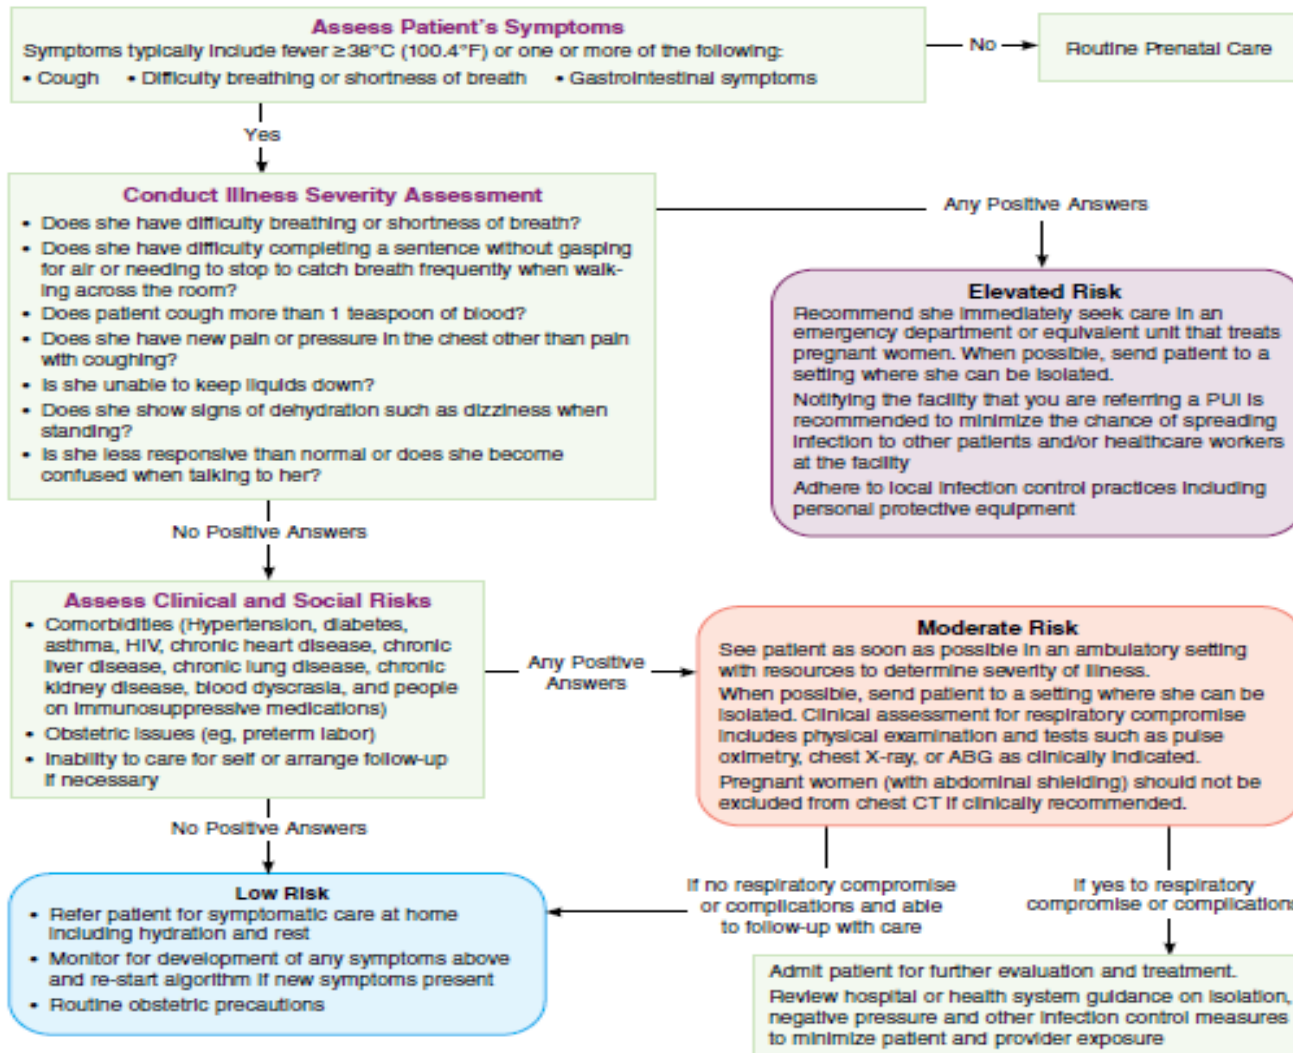 Assess Patient's Symptoms
Symptoms typically include fever ≥38°C (100.4°F) or one or more of the following:
• Cough • Difficulty breathing or shortness of breath • Gastrointestinal symptoms
No
Routine Prenatal Care
Yes
Conduct Illness Severity Assessment
• Does she have difficulty breathing or shortness of breath?
• Does she have difficulty completing a sentence without gasping
for air or needing to stop to catch breath frequently when walk-
ing across the room?
• Does patient cough more than 1 teaspoon of blood?
• Does she have new pain or pressure in the chest other than pain
with coughing?
• Is she unable to keep liquids down?
• Does she show signs of dehydration such as dizziness when
standing?
• Is she less responsive than normal or does she become
confused when talking to her?
Any Positive Answers
Elevated Risk
Recommend she immediately seek care in an
emergency department or equivalent unit that treats
pregnant women. When possible, send patient to a
setting where she can be isolated.
Notifying the facility that you are referring a PUI is
recommended to minimize the chance of spreading
infection to other patients and/or healthcare workers
at the facility
Adhere to local infection control practices including
personal protective equipment
No Positive Answers
Assess Clinical and Social Risks
• Comorbidities (Hypertension, diabetes,
asthma, HIV, chronic heart disease, chronic
liver disease, chronic lung disease, chronic
kidney disease, blood dyscrasia, and people
on immunosuppressive medications)
• Obstetric issues (eg, preterm labor)
• Inability to care for self or arrange follow-up
if necessary
Any Positive
Answers
Moderate Risk
See patient as soon as possible in an ambulatory setting
with resources to determine severity of illness.
When possible, send patient to a setting where she can be
isolated. Clinical assessment for respiratory compromise
includes physical examination and tests such as pulse
oximetry, chest X-ray, or ABG as clinically indicated.
Pregnant women (with abdominal shielding) should not be
excluded from chest CT if clinically recommended.
No Positive Answers
Low Risk
• Refer patient for symptomatic care at home
including hydration and rest
• Monitor for development of any symptoms above
and re-start algorithm if new symptoms present
• Routine obstetric precautions
If no respiratory compromise
or complications and able
to follow-up with care
If yes to respiratory
compromise or complications
Admit patient for further evaluation and treatment.
Review hospital or health system guidance on isolation,
negative pressure and other infection control measures
to minimize patient and provider exposure